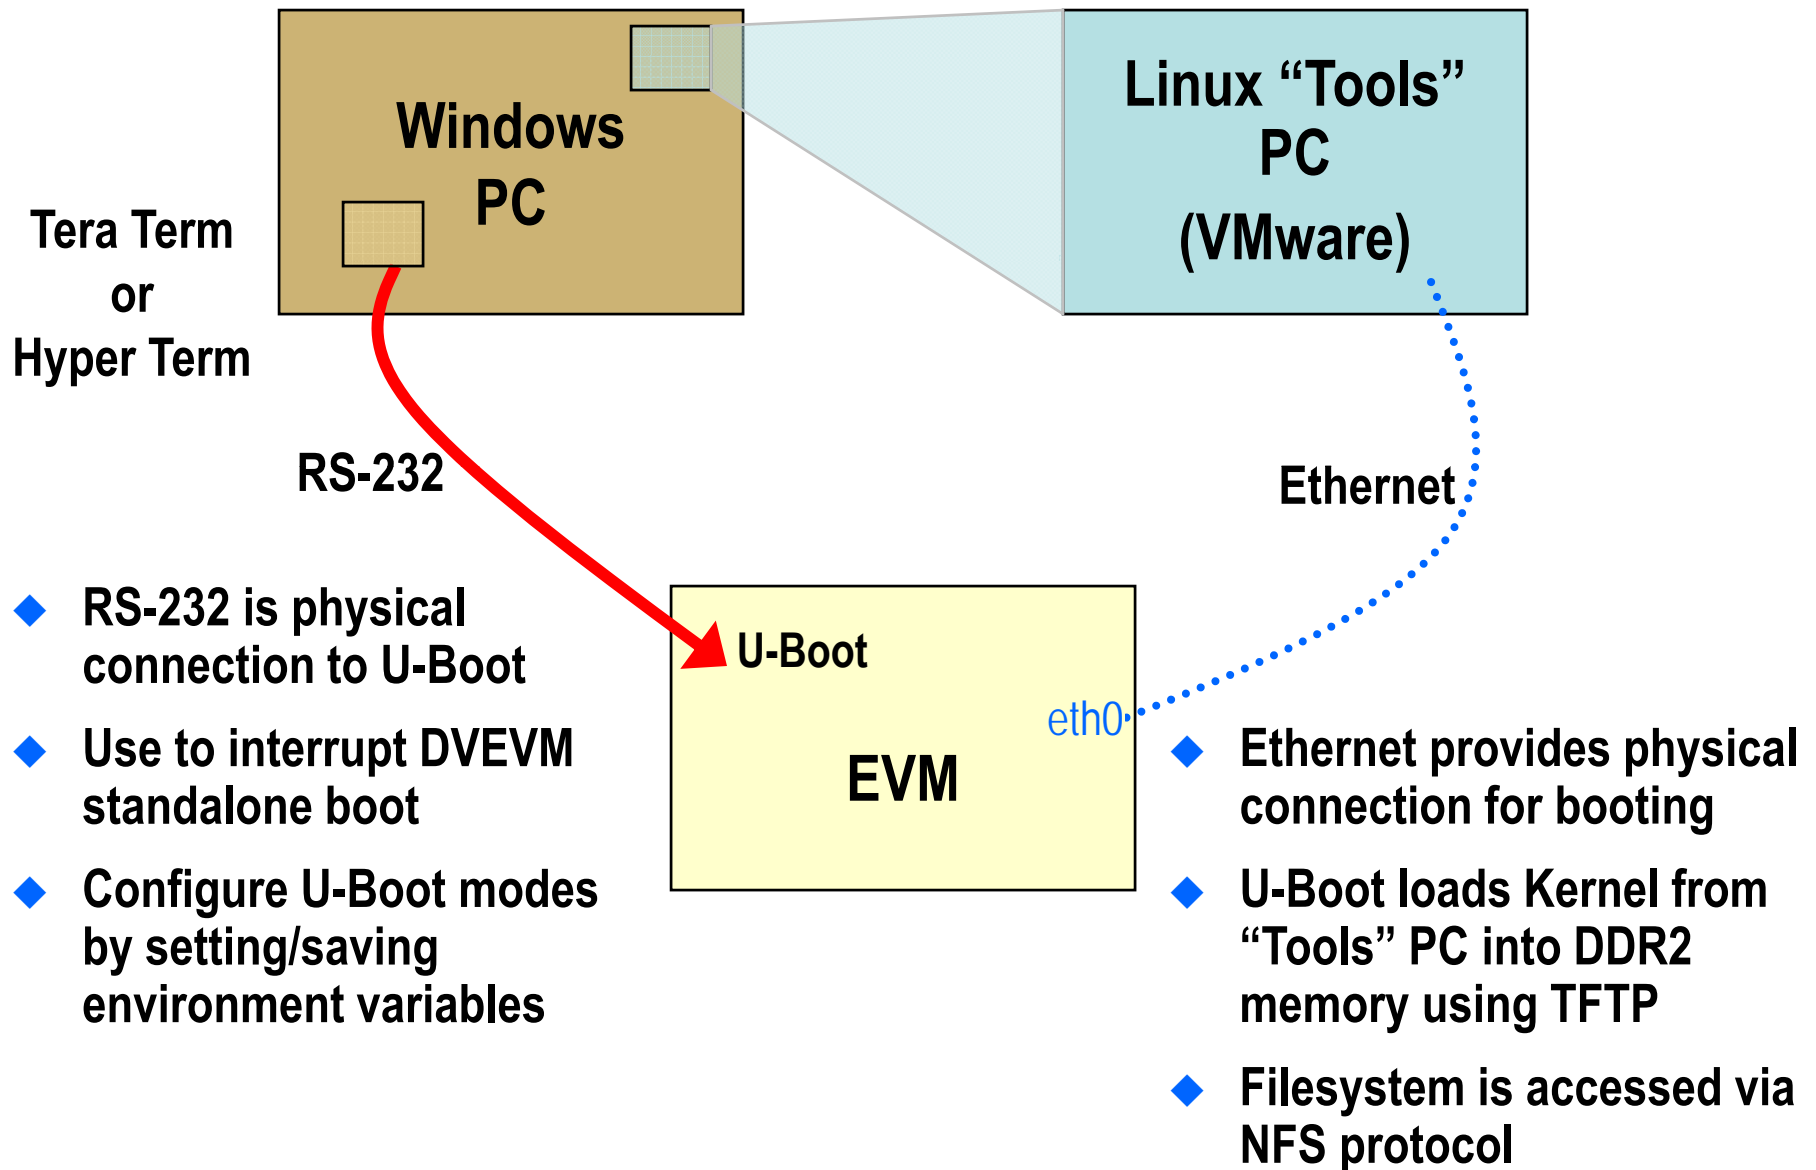 Windows
PC
Linux “Tools”
PC
(VMware)
Tera Term
or
Hyper Term
RS-232
Ethernet
U-Boot
eth0
EVM
RS-232 is physical
connection to U-Boot
Use to interrupt DVEVM
standalone boot
Configure U-Boot modes
by setting/saving
environment variables
Ethernet provides physical
connection for booting
U-Boot loads Kernel from
“Tools” PC into DDR2
memory using TFTP
Filesystem is accessed via
NFS protocol